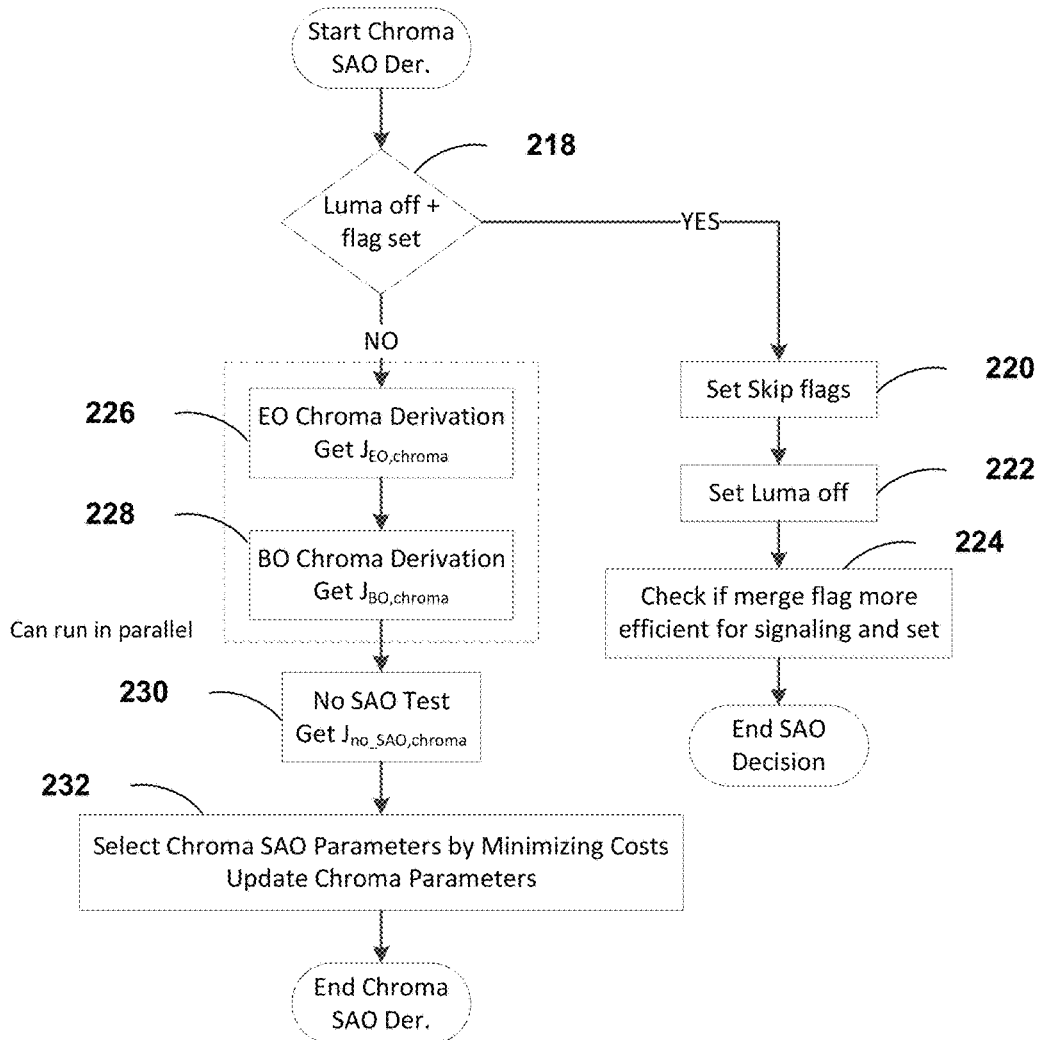 Start Chroma
SAO Der.
218
Luma off +
flag set
YES
NO
220
Set Skip flags
226
EO Chroma Derivation
Get J_EO,chroma
222
Set Luma off
228
BO Chroma Derivation
Get J_BO,chroma
224
Check if merge flag more
efficient for signaling and set
Can run in parallel
230
No SAO Test
Get J_no_SAO,chroma
End SAO
Decision
232
Select Chroma SAO Parameters by Minimizing Costs
Update Chroma Parameters
End Chroma
SAO Der.